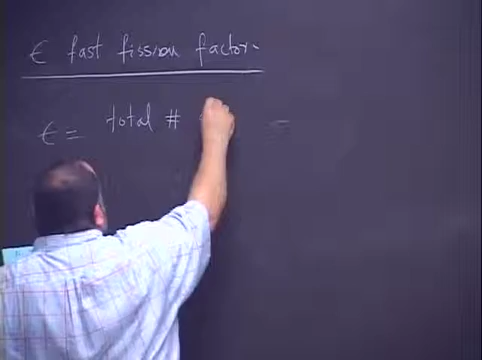 ϵ fast fission factor
ϵ = total # =